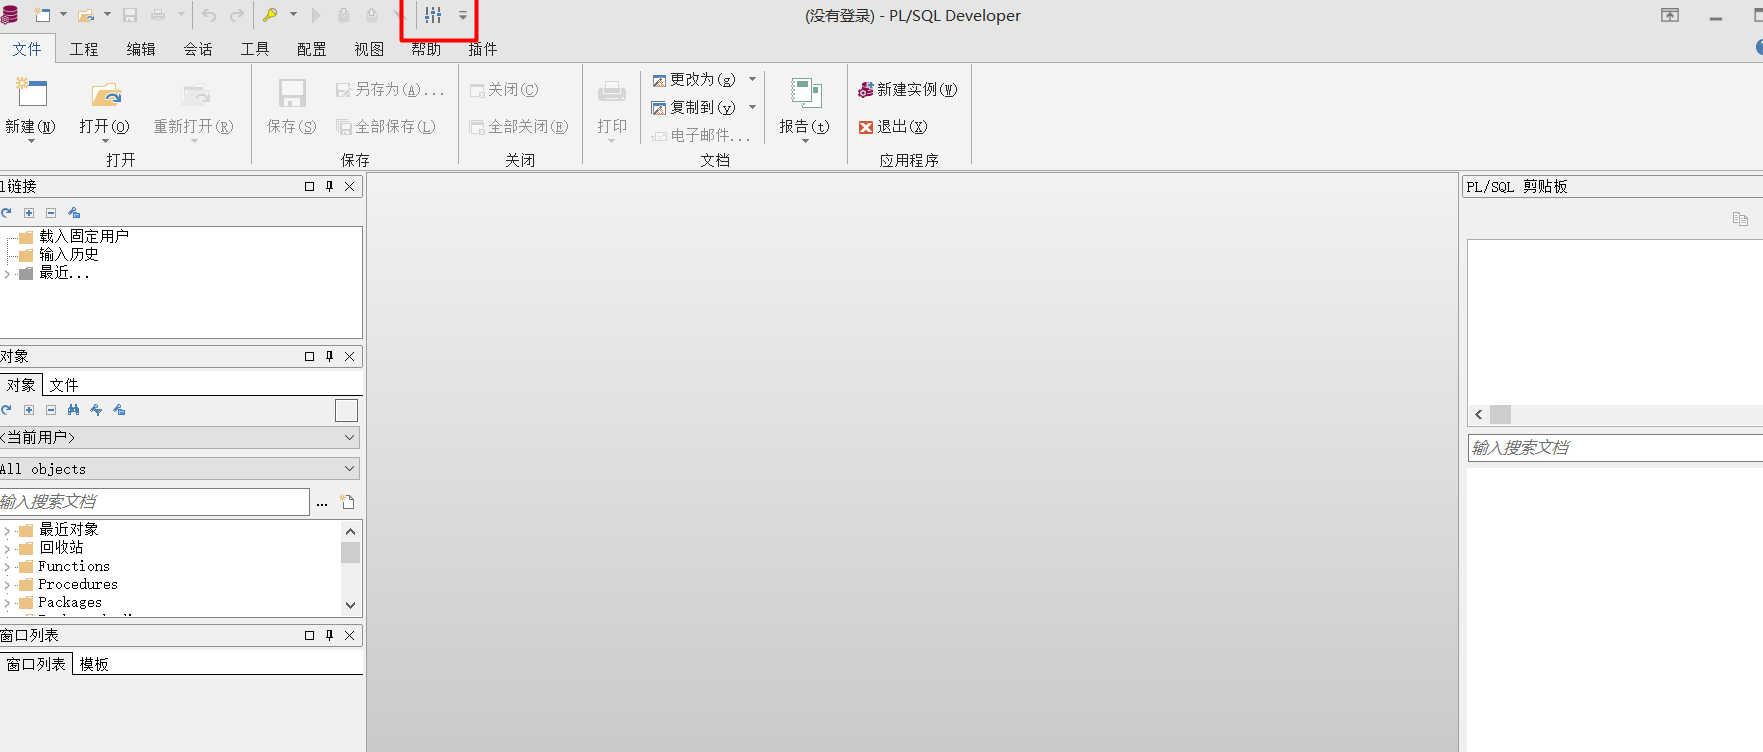 (没有登录) - PL/SQL Developer
文件 工程 编辑 会话 工具 配置 视图 帮助 插件
新建(N) 打开(O) 重新打开(R)
打开
保存(S) 另存为(A)... 全部保存(L)
保存
关闭(C)
全部关闭(E)
关闭
打印
更改为(g)
复制到(y)
电子邮件...
文档
报告(t)
新建实例(W)
退出(X)
应用程序
链接
载入固定用户
输入历史
最近...
对象
对象 文件
<当前用户>
All objects
输入搜索文档 ...
最近对象
回收站
Functions
Procedures
Packages
窗口列表
窗口列表 模板
PL/SQL 剪贴板
输入搜索文档